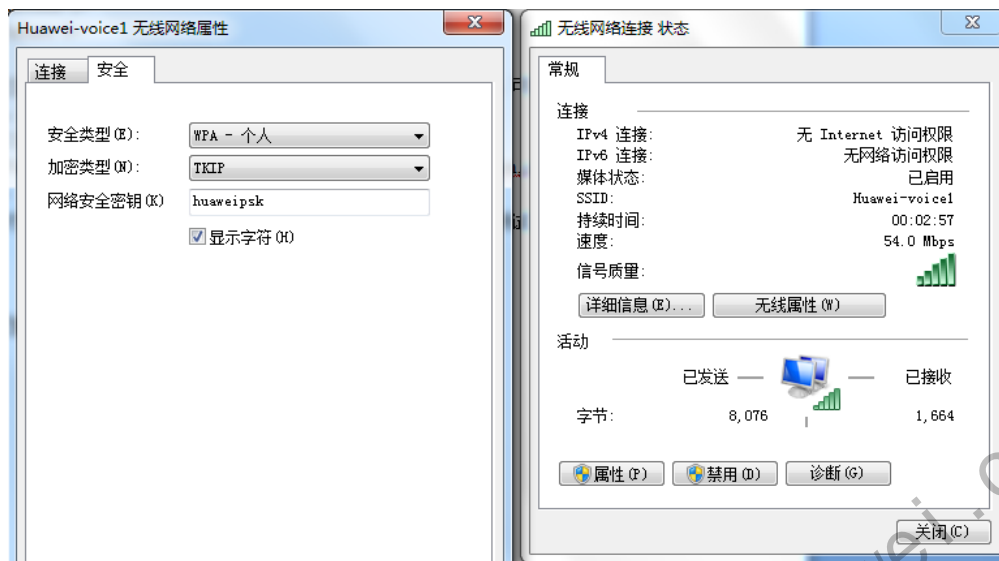 Huawei-voice1 无线网络属性
连接
安全
安全类型(E):
WPA - 个人
加密类型(N):
TKIP
网络安全密钥(K)
huaweipsk
显示字符(H)
无线网络连接 状态
常规
连接
IPv4 连接: 无 Internet 访问权限
IPv6 连接: 无网络访问权限
媒体状态: 已启用
SSID: Huawei-voice1
持续时间: 00:02:57
速度: 54.0 Mbps
信号质量:
详细信息(E)...
无线属性(W)
活动
已发送 — — 已接收
字节: 8,076 | 1,664
属性(P)
禁用(D)
诊断(G)
关闭(C)